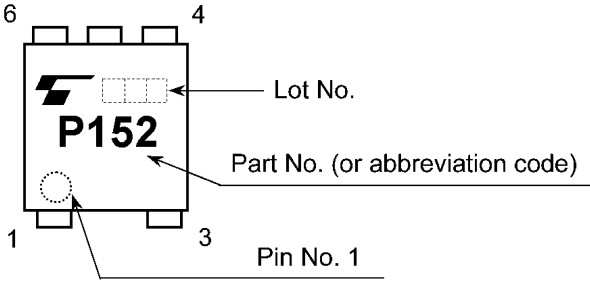 6 4
Lot No.
P152
Part No. (or abbreviation code)
1 3
Pin No. 1